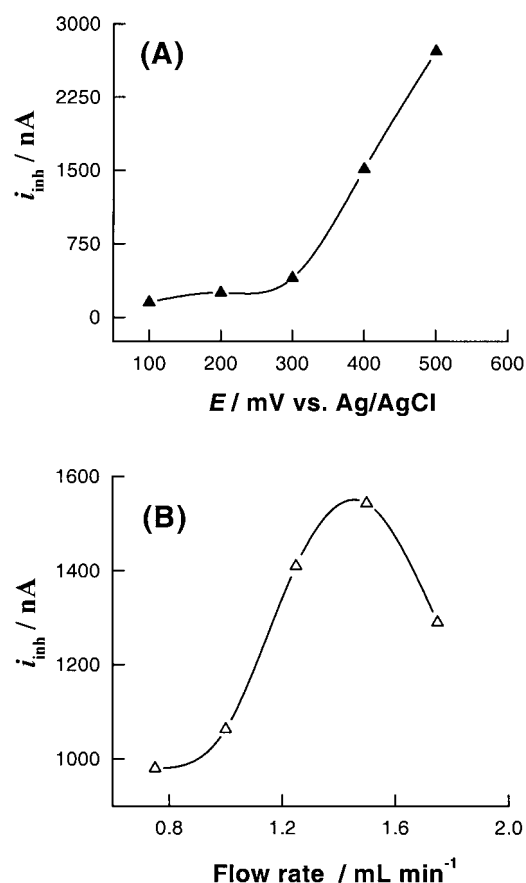 3000
(A)
2250
1500
750
0
i_inh / nA
100 200 300 400 500 600
E / mV vs. Ag/AgCl
1600
(B)
1400
1200
1000
i_inh / nA
0.8 1.2 1.6 2.0
Flow rate / mL min⁻¹